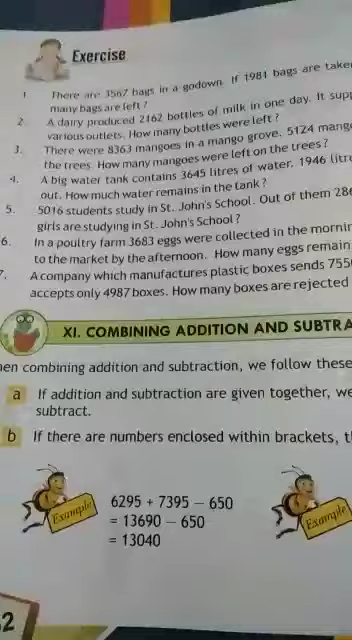 Exercise
1. There are 3567 bags in a godown. If 1981 bags are take
many bags are left?
2. A dairy produced 2162 bottles of milk in one day. It supp
various outlets. How many bottles were left?
3. There were 8363 mangoes in a mango grove. 5124 mang
the trees. How many mangoes were left on the trees?
4. A big water tank contains 3645 litres of water. 1946 litre
out. How much water remains in the tank?
5. 5016 students study in St. John's School. Out of them 28
girls are studying in St. John's School?
6. In a poultry farm 3683 eggs were collected in the mornin
to the market by the afternoon. How many eggs remain
7. A company which manufactures plastic boxes sends 755
accepts only 4987 boxes. How many boxes are rejected
XI. COMBINING ADDITION AND SUBTRA
hen combining addition and subtraction, we follow these
a If addition and subtraction are given together, we
subtract.
b If there are numbers enclosed within brackets, t
Example
6295 + 7395 – 650
= 13690 – 650
= 13040
Example
2